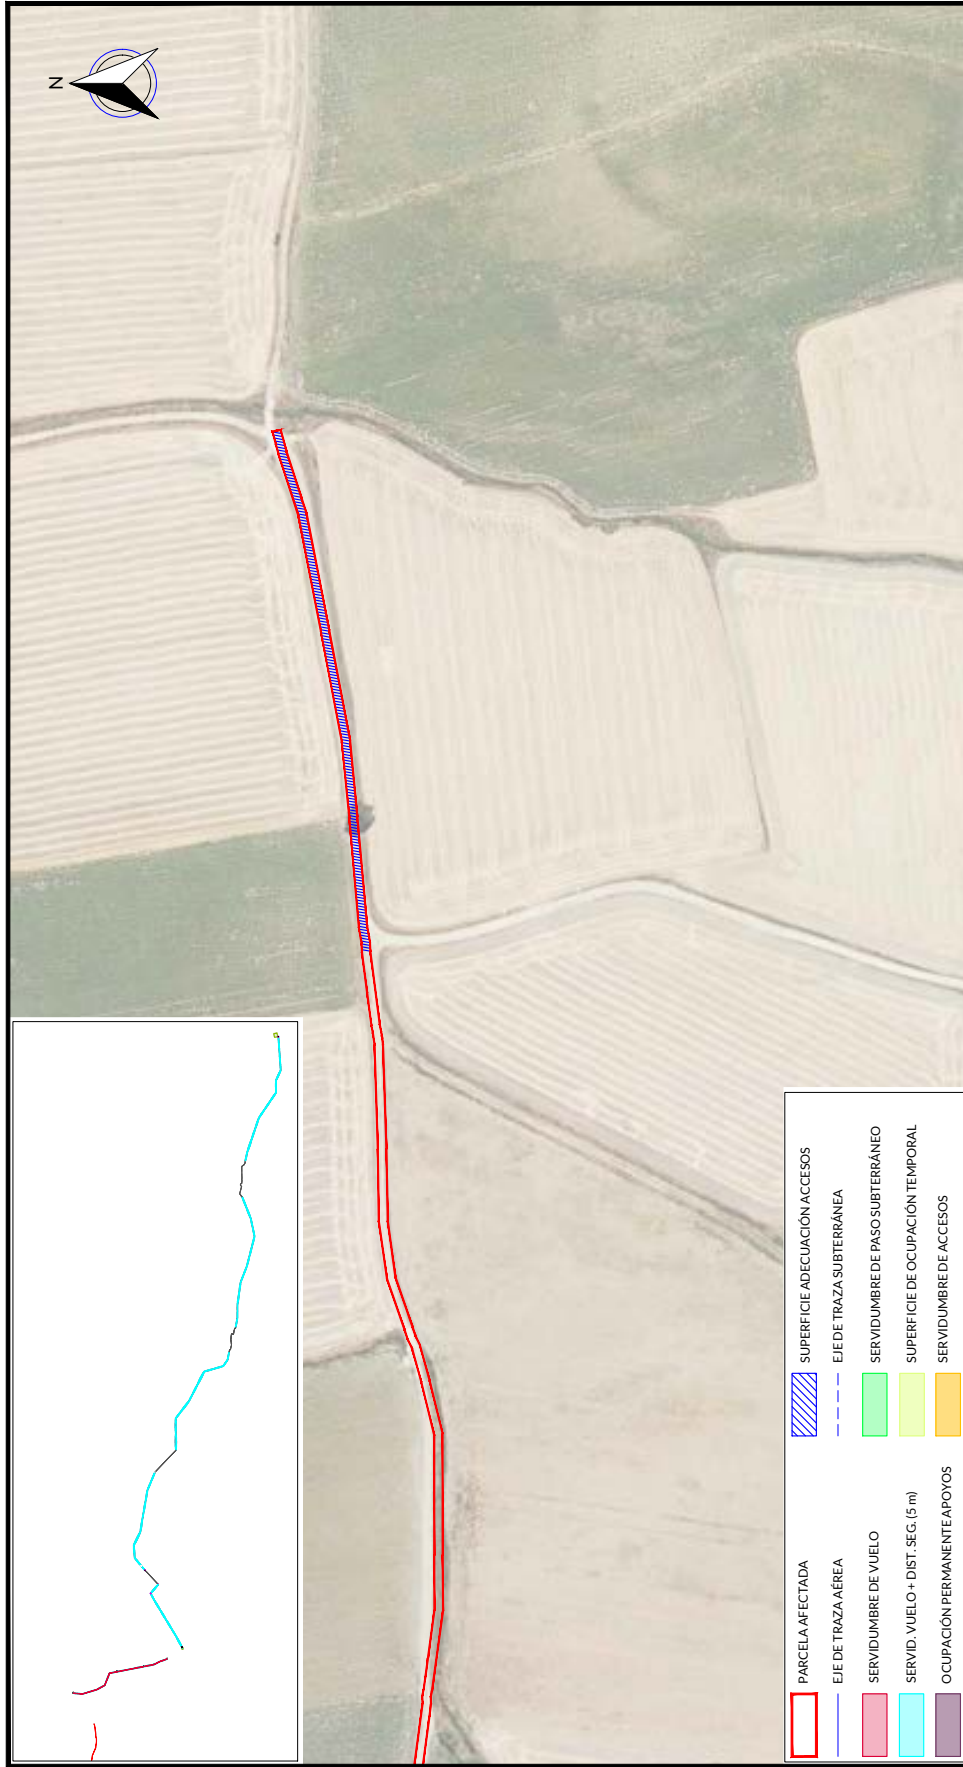 N
PARCELA AFECTADA
EJE DE TRAZA AÉREA
SERVIDUMBRE DE VUELO
SERVID. VUELO + DIST. SEG. (5 m)
OCUPACIÓN PERMANENTE APOYOS
SUPERFICIE ADECUACIÓN ACCESOS
EJE DE TRAZA SUBTERRÁNEA
SERVIDUMBRE DE PASO SUBTERRÁNEO
SUPERFICIE DE OCUPACIÓN TEMPORAL
SERVIDUMBRE DE ACCESOS